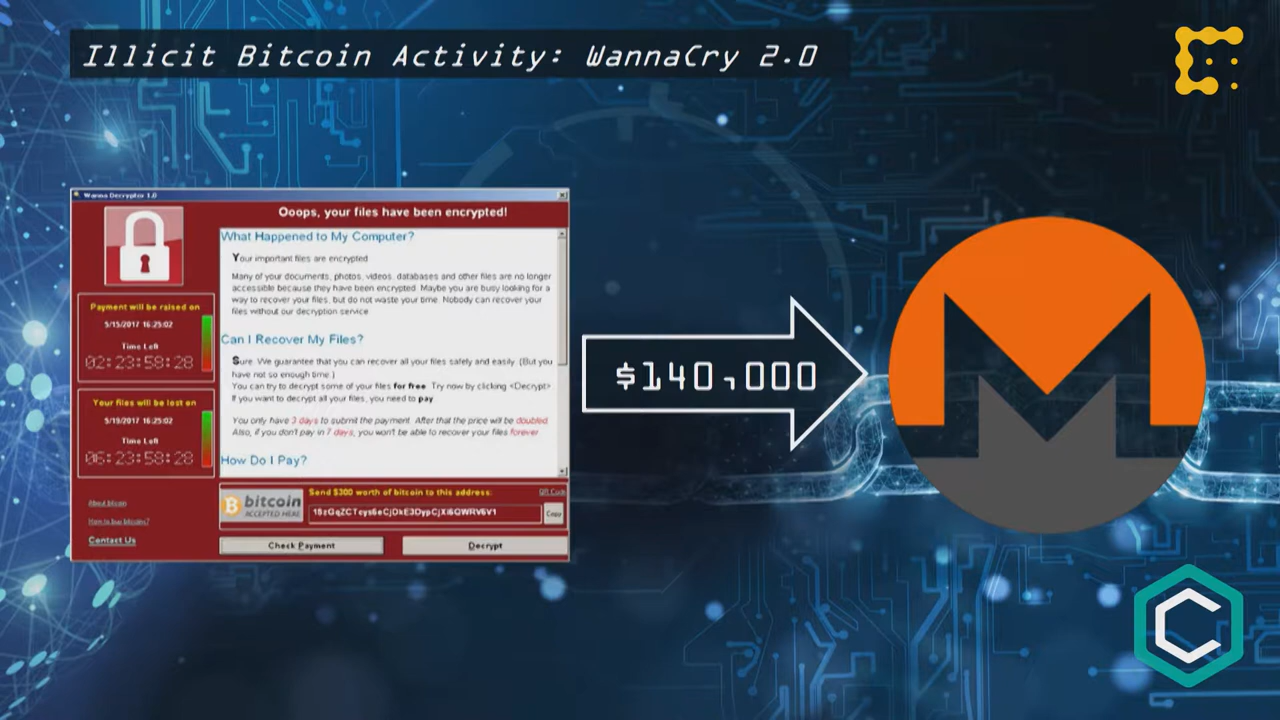 Illicit Bitcoin Activity: WannaCry 2.0
Wanna Decryptor 1.0
Ooops, your files have been encrypted!
What Happened to My Computer?
Your important files are encrypted
Many of your documents, photos, videos, databases and other files are no longer
accessible because they have been encrypted. Maybe you are busy looking for a
way to recover your files, but do not waste your time. Nobody can recover your
files without our decryption service
Can I Recover My Files?
Sure. We guarantee that you can recover all your files safely and easily. (But you
have not so enough time.)
You can try to decrypt some of your files for free. Try now by clicking <Decrypt>
If you want to decrypt all your files, you need to pay
You only have 3 days to submit the payment. After that the price will be doubled
Also, if you don't pay in 7 days, you won't be able to recover your files forever
How Do I Pay?
Payment will be raised on
5/15/2017 16:25:02
Time Left
02:23:58:28
Your files will be lost on
5/19/2017 16:25:02
Time Left
06:23:58:28
About bitcoin
How to buy bitcoins?
Contact Us
bitcoin
ACCEPTED HERE
Send $300 worth of bitcoin to this address:
QR Code
Copy
Check Payment
Decrypt
$140,000